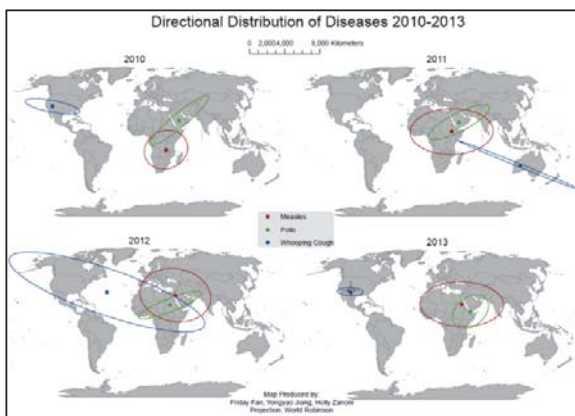 Directional Distribution of Diseases 2010-2013
0 2,0004,000 8,000 Kilometers
2010
2011
Measles
Polio
Whooping Cough
2012
2013
Map Produced by:
Friday Fan, Yongyao Jiang, Holly Zanoni
Projection: World Robinson